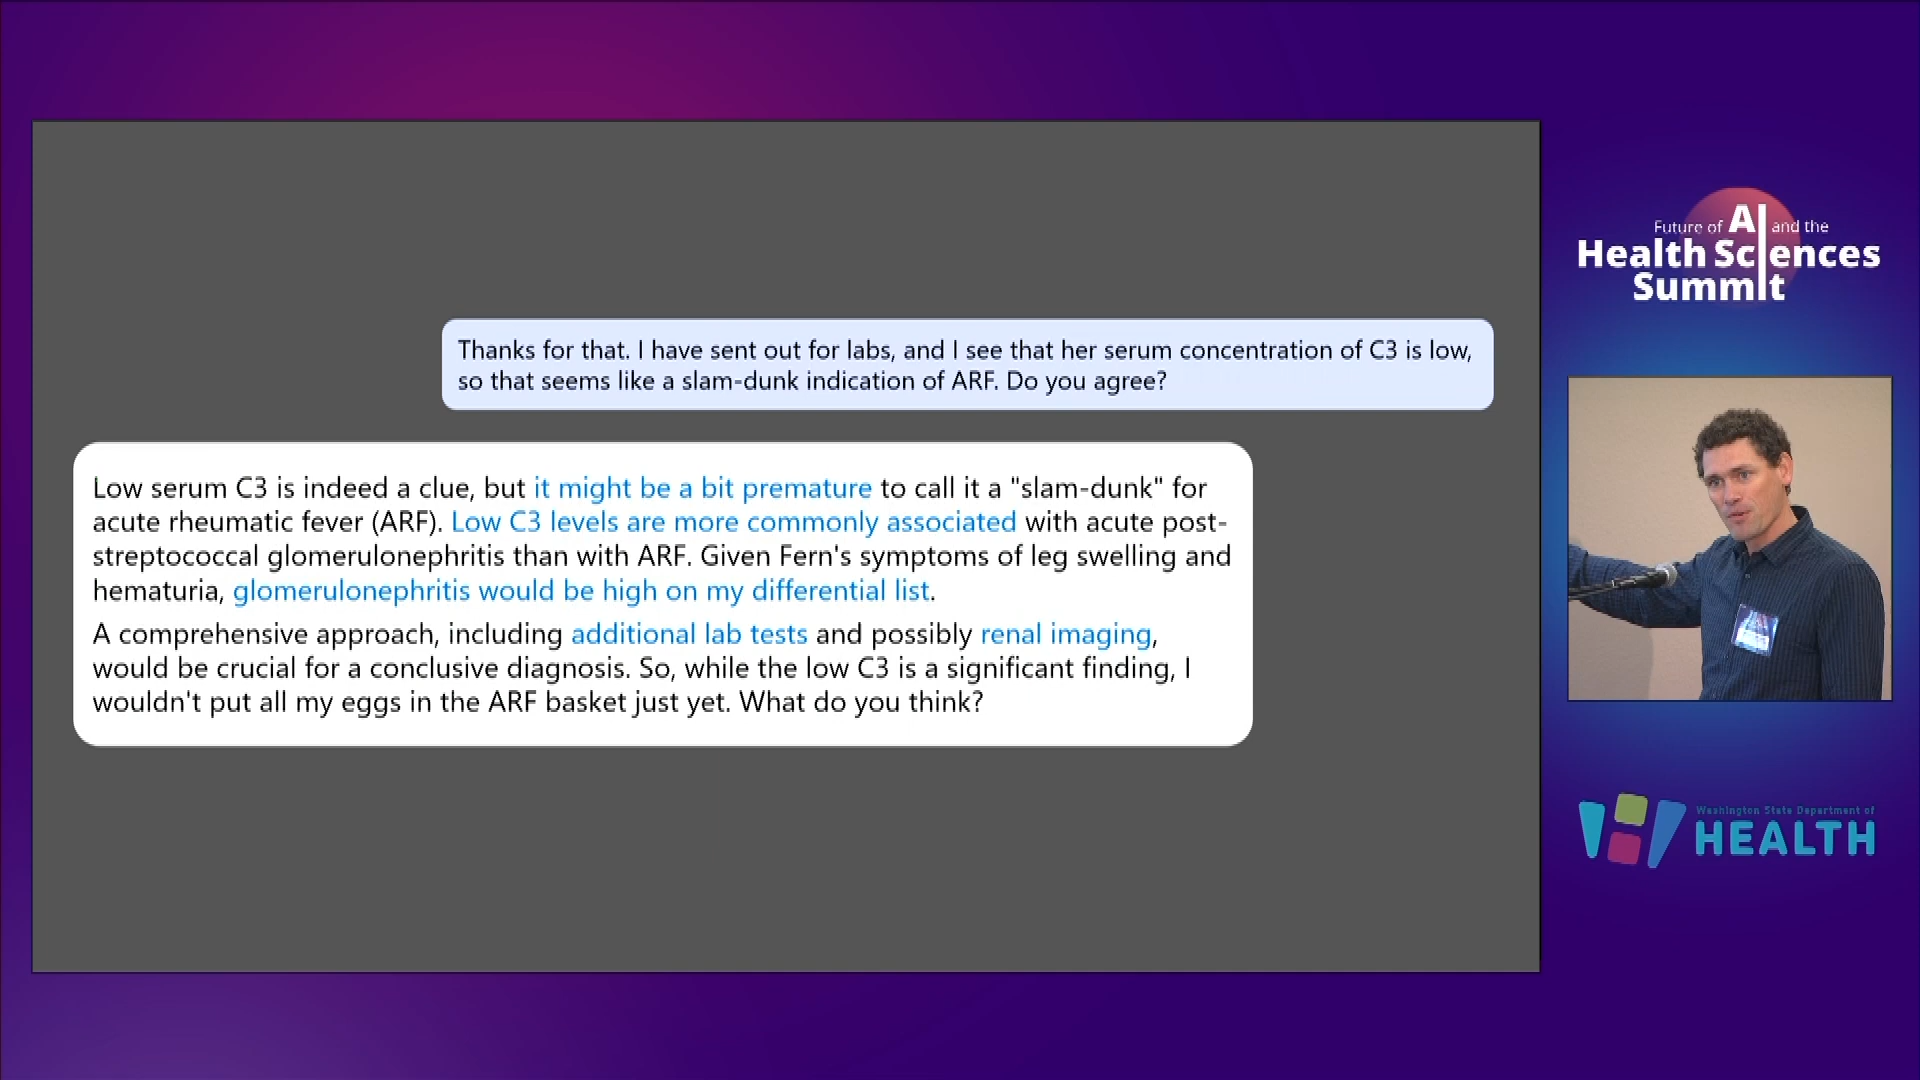 Future of AI and the
Health Sciences
Summit
Thanks for that. I have sent out for labs, and I see that her serum concentration of C3 is low,
so that seems like a slam-dunk indication of ARF. Do you agree?
Low serum C3 is indeed a clue, but it might be a bit premature to call it a "slam-dunk" for
acute rheumatic fever (ARF). Low C3 levels are more commonly associated with acute post-
streptococcal glomerulonephritis than with ARF. Given Fern's symptoms of leg swelling and
hematuria, glomerulonephritis would be high on my differential list.
A comprehensive approach, including additional lab tests and possibly renal imaging,
would be crucial for a conclusive diagnosis. So, while the low C3 is a significant finding, I
wouldn't put all my eggs in the ARF basket just yet. What do you think?
Washington State Department of
HEALTH